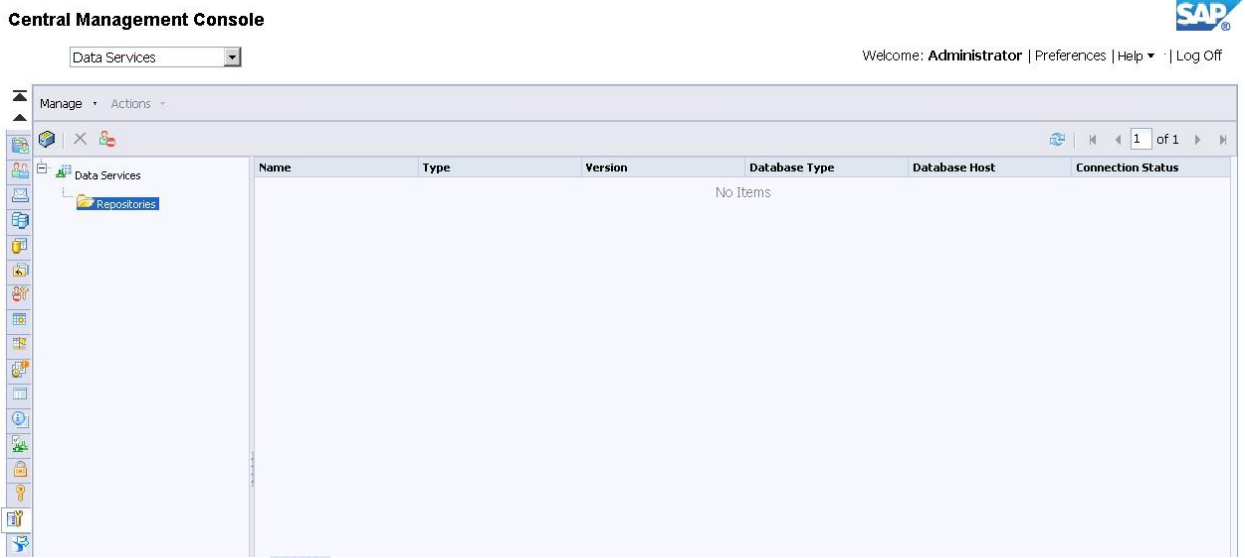 Central Management Console
SAP®
Data Services
Welcome: Administrator | Preferences | Help | Log Off
Manage Actions
1 of 1
Data Services
Repositories
Name Type Version Database Type Database Host Connection Status
No Items